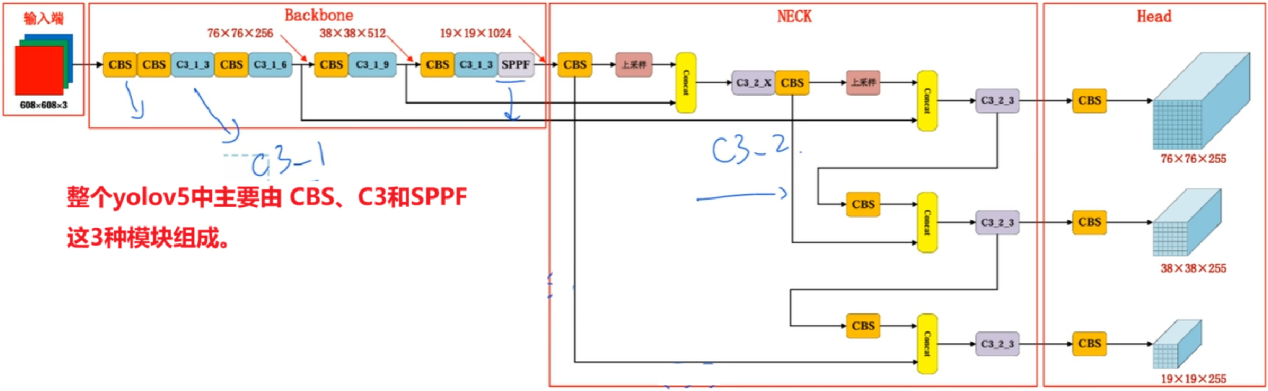 输入端
Backbone
NECK
Head
76×76×256
38×38×512
19×19×1024
CBS
CBS
C3_1_3
CBS
C3_1_6
CBS
C3_1_9
CBS
C3_1_3
SPPF
CBS
上采样
Concat
C3_2_X
CBS
上采样
Concat
C3_2_3
CBS
608×608×3
76×76×255
C3-1
C3-2
整个yolov5中主要由 CBS、C3和SPPF
这3种模块组成。
CBS
Concat
C3_2_3
CBS
38×38×255
CBS
Concat
C3_2_3
CBS
19×19×255